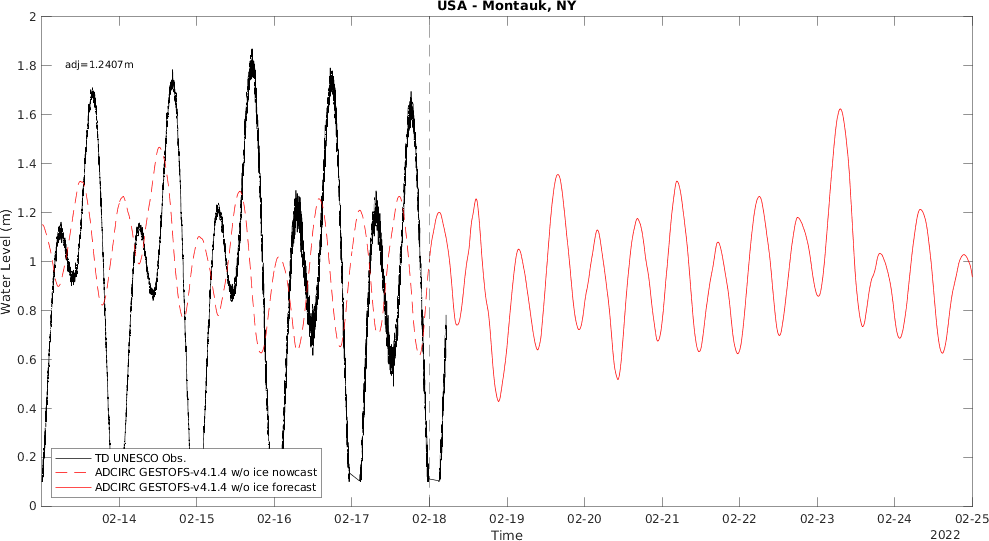 USA - Montauk, NY
adj=1.2407m
Water Level (m)
2
1.8
1.6
1.4
1.2
1
0.8
0.6
0.4
0.2
0
TD UNESCO Obs.
ADCIRC GESTOFS-v4.1.4 w/o ice nowcast
ADCIRC GESTOFS-v4.1.4 w/o ice forecast
02-14 02-15 02-16 02-17 02-18 02-19 02-20 02-21 02-22 02-23 02-24 02-25
Time
2022